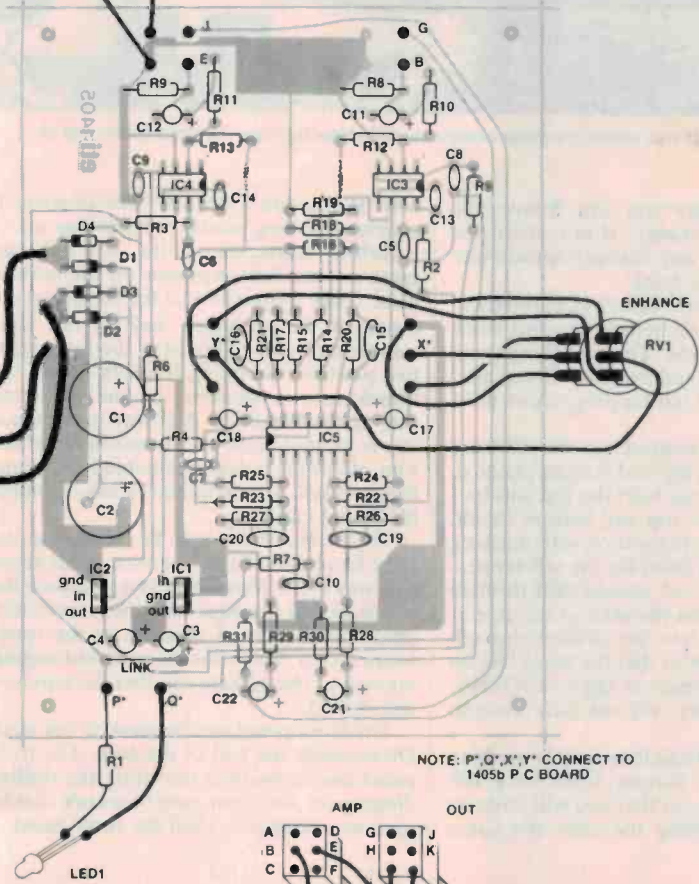 J
G
E
B
R9
R11
R8
R10
C12
C11
eti-1405
R13
R12
C9
C8
IC4
IC3
C14
C13
R19
R18
R3
C5
R2
D4
D1
C6
D3
D2
ENHANCE
Y*
C16
R21
R17
R15
R14
R20
C15
X*
RV1
R6
C1
C18
C17
R4
IC5
C2
R25
R24
R23
R22
R27
R26
C20
C19
R7
IC2
IC1
gnd
in
out
in
gnd
out
C10
C4
C3
R31
R29
R30
R28
LINK
C22
C21
P*
Q*
R1
NOTE: P*,Q*,X*,Y* CONNECT TO
1405b P C BOARD
AMP
OUT
A D
G J
B E
H K
C F
LED1